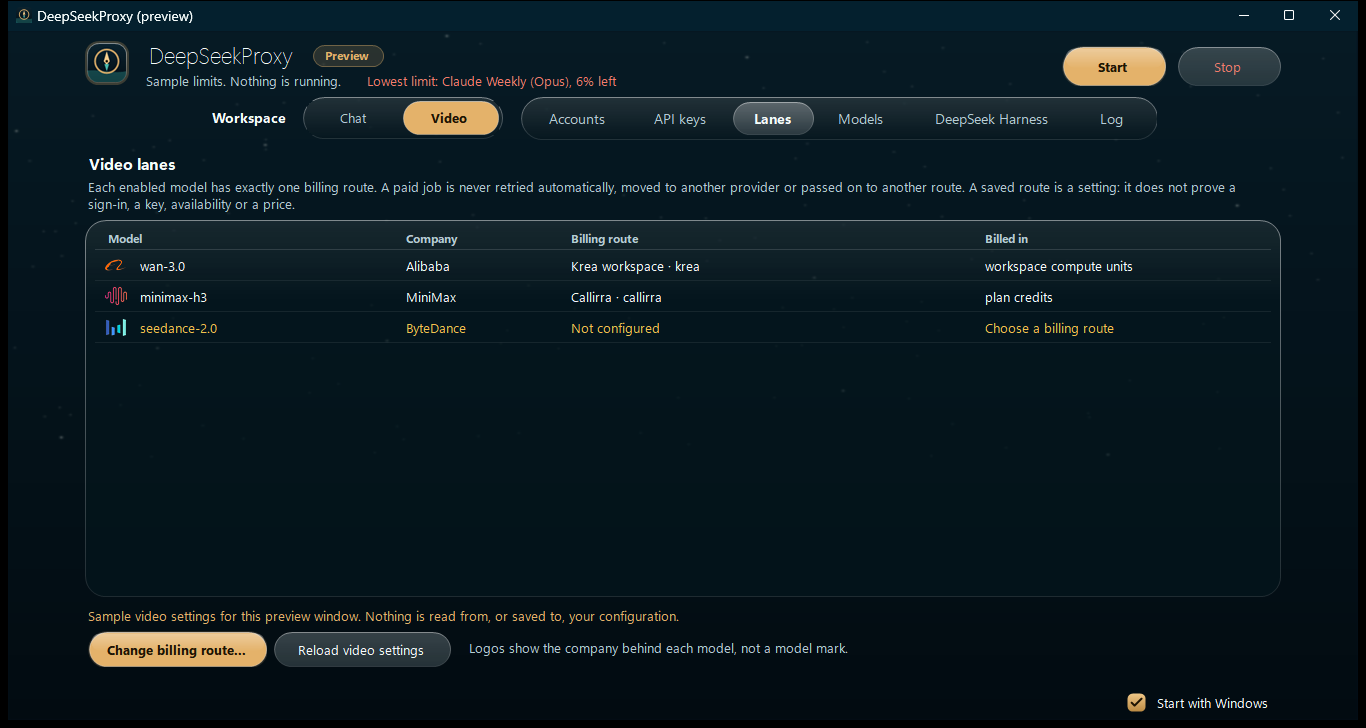 DeepSeekProxy (preview)
DeepSeekProxy Preview
Sample limits. Nothing is running. Lowest limit: Claude Weekly (Opus), 6% left
Start Stop
Workspace Chat Video Accounts API keys Lanes Models DeepSeek Harness Log
Video lanes
Each enabled model has exactly one billing route. A paid job is never retried automatically, moved to another provider or passed on to another route. A saved route is a setting: it does not prove a
sign-in, a key, availability or a price.
Model Company Billing route Billed in
wan-3.0 Alibaba Krea workspace · krea workspace compute units
minimax-h3 MiniMax Callirra · callirra plan credits
seedance-2.0 ByteDance Not configured Choose a billing route
Sample video settings for this preview window. Nothing is read from, or saved to, your configuration.
Change billing route... Reload video settings Logos show the company behind each model, not a model mark.
Start with Windows